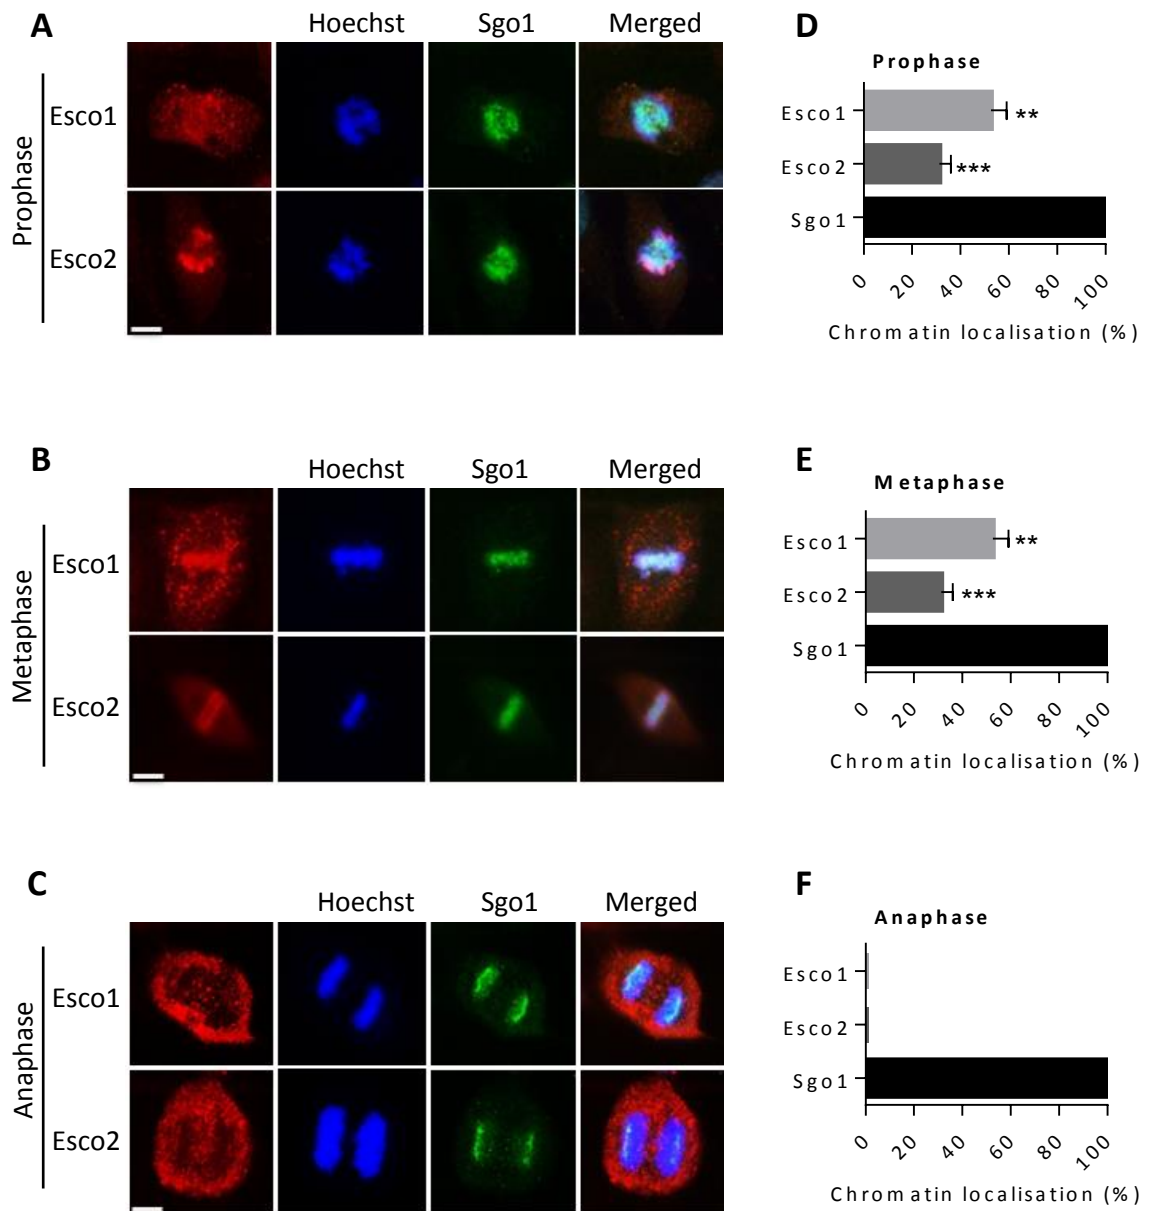 A
Hoechst Sgo1 Merged
Prophase
Esco1
Esco2
D
Prophase
Esco1 **
Esco2 ***
Sgo1
0 20 40 60 80 100
Chromatin localisation (%)
B
Hoechst Sgo1 Merged
Metaphase
Esco1
Esco2
E
Metaphase
Esco1 **
Esco2 ***
Sgo1
0 20 40 60 80 100
Chromatin localisation (%)
C
Hoechst Sgo1 Merged
Anaphase
Esco1
Esco2
F
Anaphase
Esco1
Esco2
Sgo1
0 20 40 60 80 100
Chromatin localisation (%)